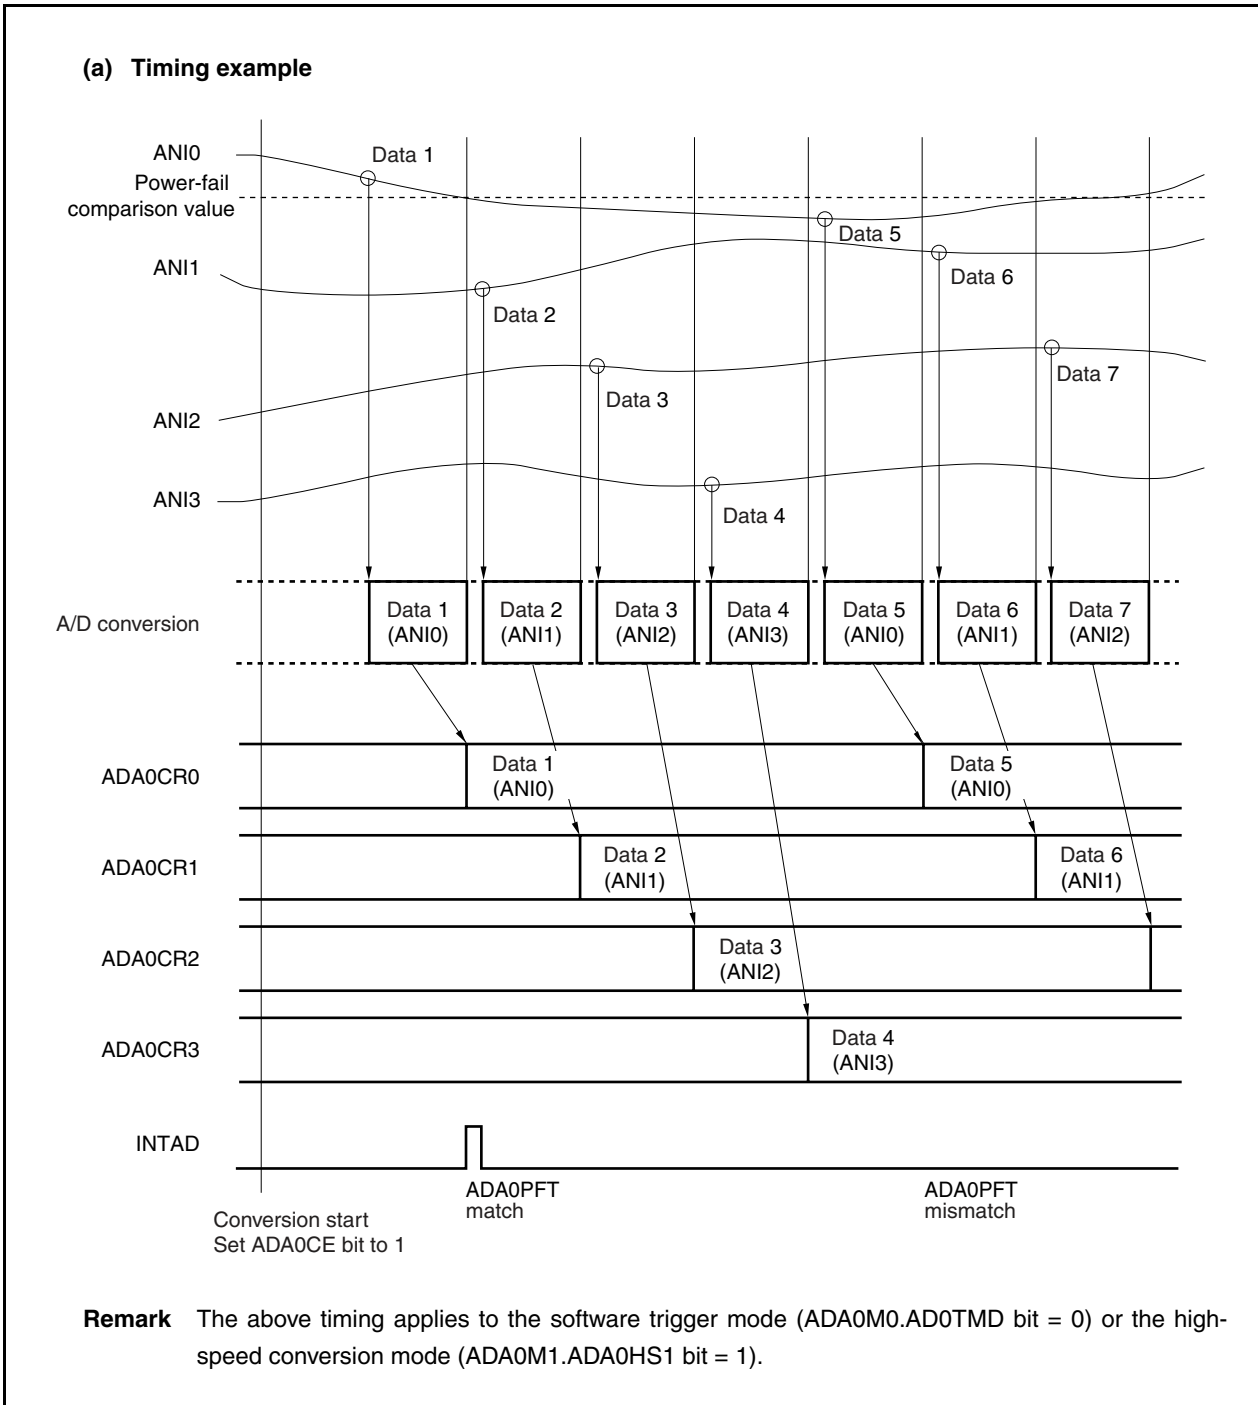 (a) Timing example
ANI0
Data 1
Power-fail
comparison value
Data 5
ANI1
Data 6
Data 2
Data 7
Data 3
ANI2
ANI3
Data 4
A/D conversion
Data 1
(ANI0)
Data 2
(ANI1)
Data 3
(ANI2)
Data 4
(ANI3)
Data 5
(ANI0)
Data 6
(ANI1)
Data 7
(ANI2)
ADA0CR0
Data 1
(ANI0)
Data 5
(ANI0)
ADA0CR1
Data 2
(ANI1)
Data 6
(ANI1)
ADA0CR2
Data 3
(ANI2)
ADA0CR3
Data 4
(ANI3)
INTAD
ADA0PFT
match
ADA0PFT
mismatch
Conversion start
Set ADA0CE bit to 1
Remark The above timing applies to the software trigger mode (ADA0M0.AD0TMD bit = 0) or the high-
speed conversion mode (ADA0M1.ADA0HS1 bit = 1).